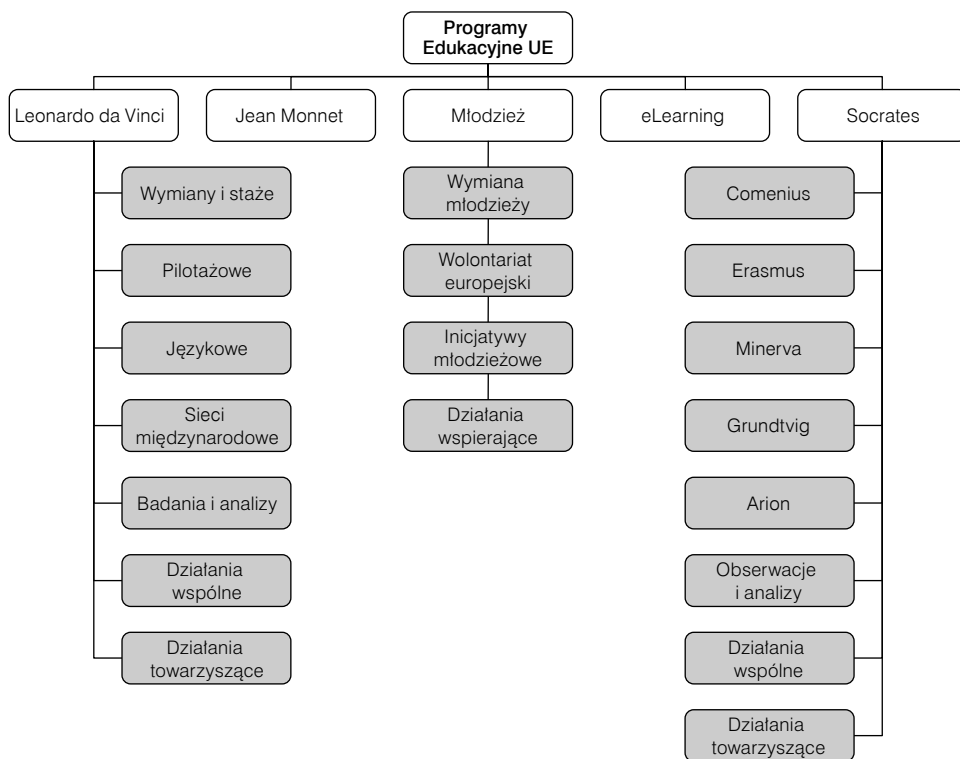 Programy
Edukacyjne UE
Leonardo da Vinci
Jean Monnet
Młodzież
eLearning
Socrates
Wymiany i staże
Pilotażowe
Językowe
Sieci
międzynarodowe
Badania i analizy
Działania
wspólne
Działania
towarzyszące
Wymiana
młodzieży
Wolontariat
europejski
Inicjatywy
młodzieżowe
Działania
wspierające
Comenius
Erasmus
Minerva
Grundtvig
Arion
Obserwacje
i analizy
Działania
wspólne
Działania
towarzyszące